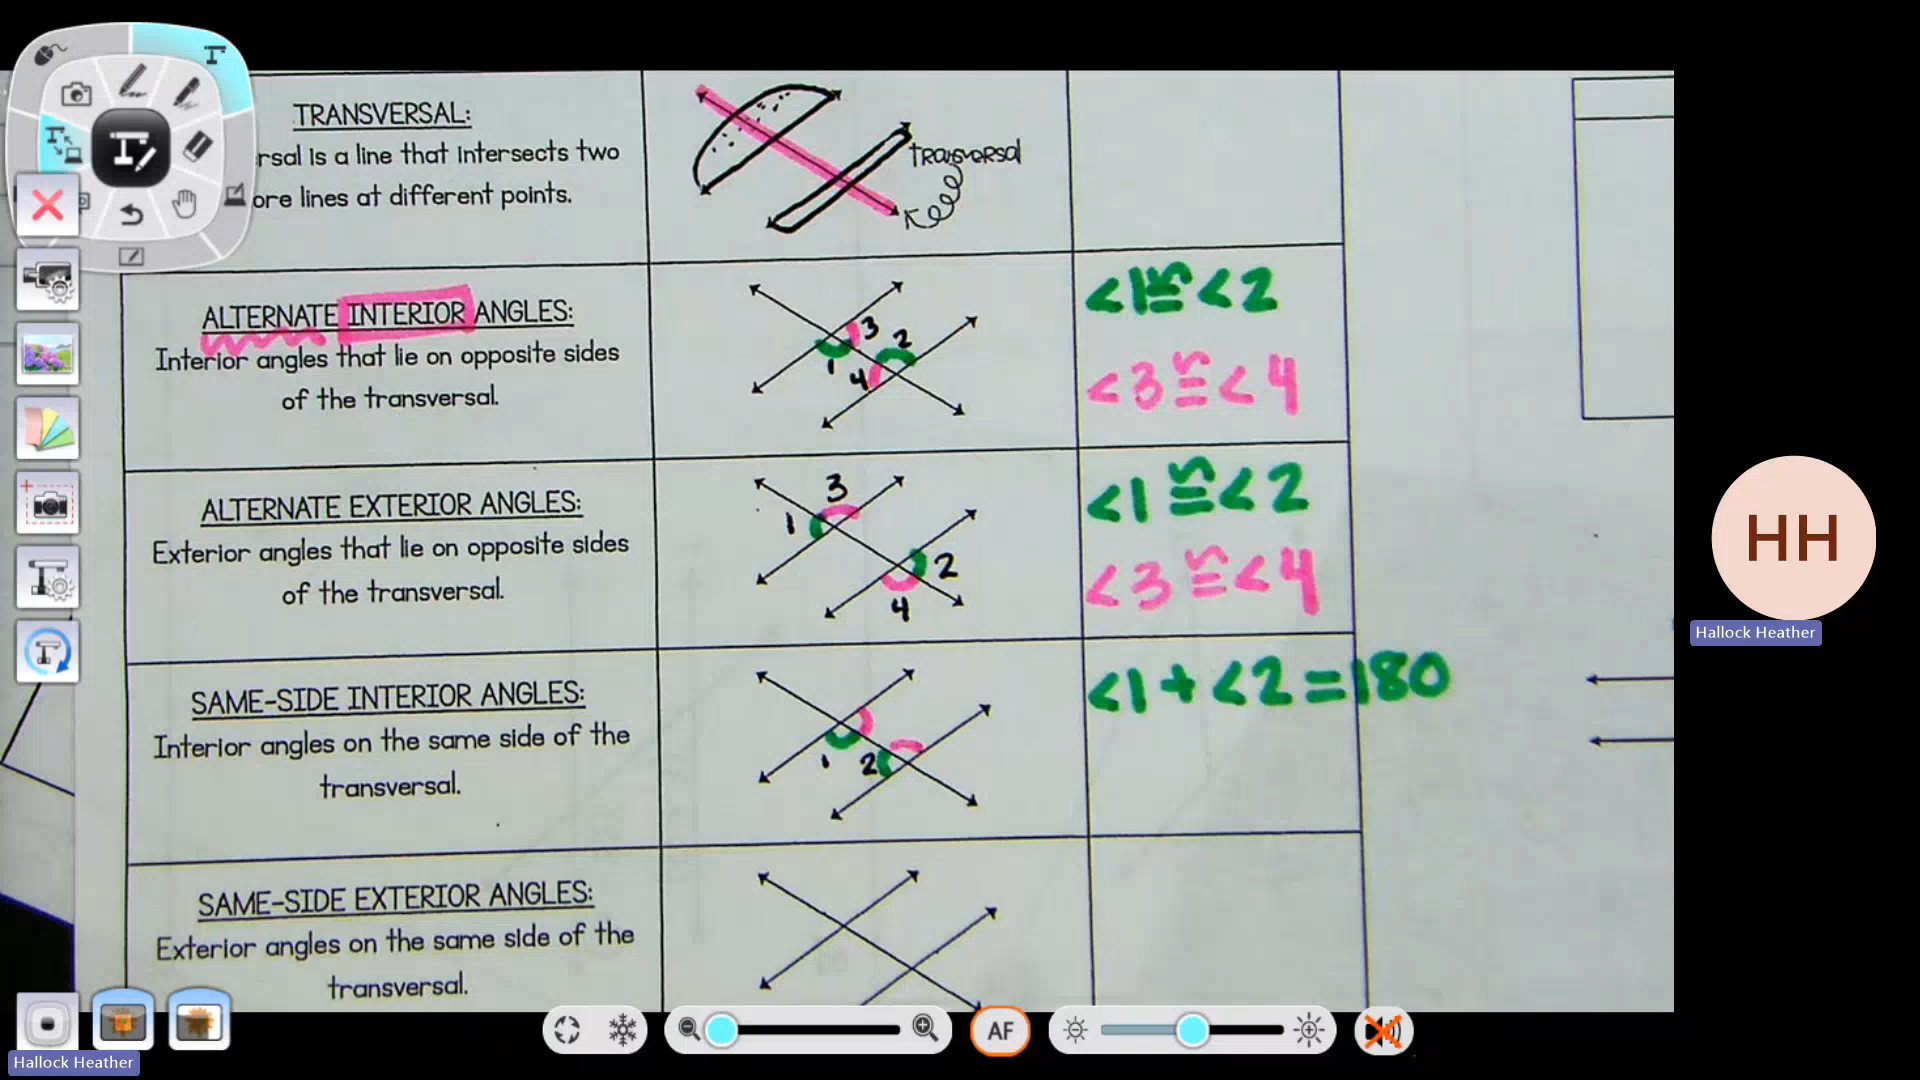 TRANSVERSAL:
rsal is a line that intersects two
ore lines at different points.
transversal
ALTERNATE INTERIOR ANGLES:
Interior angles that lie on opposite sides
of the transversal.
3
2
1
4
<1 ≅ <2
<3 ≅ <4
ALTERNATE EXTERIOR ANGLES:
Exterior angles that lie on opposite sides
of the transversal.
3
1
2
4
<1 ≅ <2
<3 ≅ <4
SAME-SIDE INTERIOR ANGLES:
Interior angles on the same side of the
transversal.
1
2
<1 + <2 = 180
SAME-SIDE EXTERIOR ANGLES:
Exterior angles on the same side of the
transversal.
HH
Hallock Heather
AF
Hallock Heather